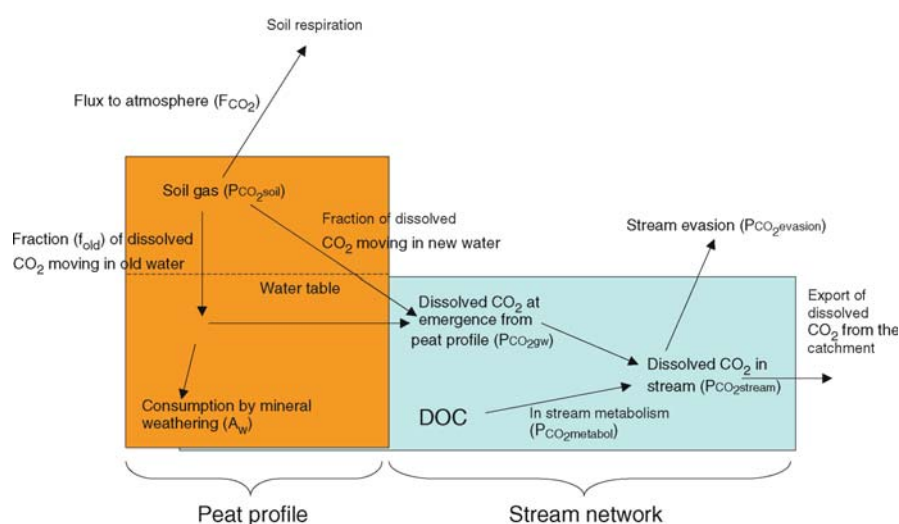 Soil respiration
Flux to atmosphere (FCO₂)
Soil gas (PCO₂soil)
Fraction (fold) of dissolved
CO₂ moving in old water
Fraction of dissolved
CO₂ moving in new water
Water table
Stream evasion (PCO₂evasion)
Dissolved CO₂ at
emergence from
peat profile (PCO₂gw)
Export of
dissolved
CO₂ from the
catchment
Dissolved CO₂ in
stream (PCO₂stream)
Consumption by mineral
weathering (Aw)
DOC
In stream metabolism
(PCO₂metabol)
Peat profile
Stream network